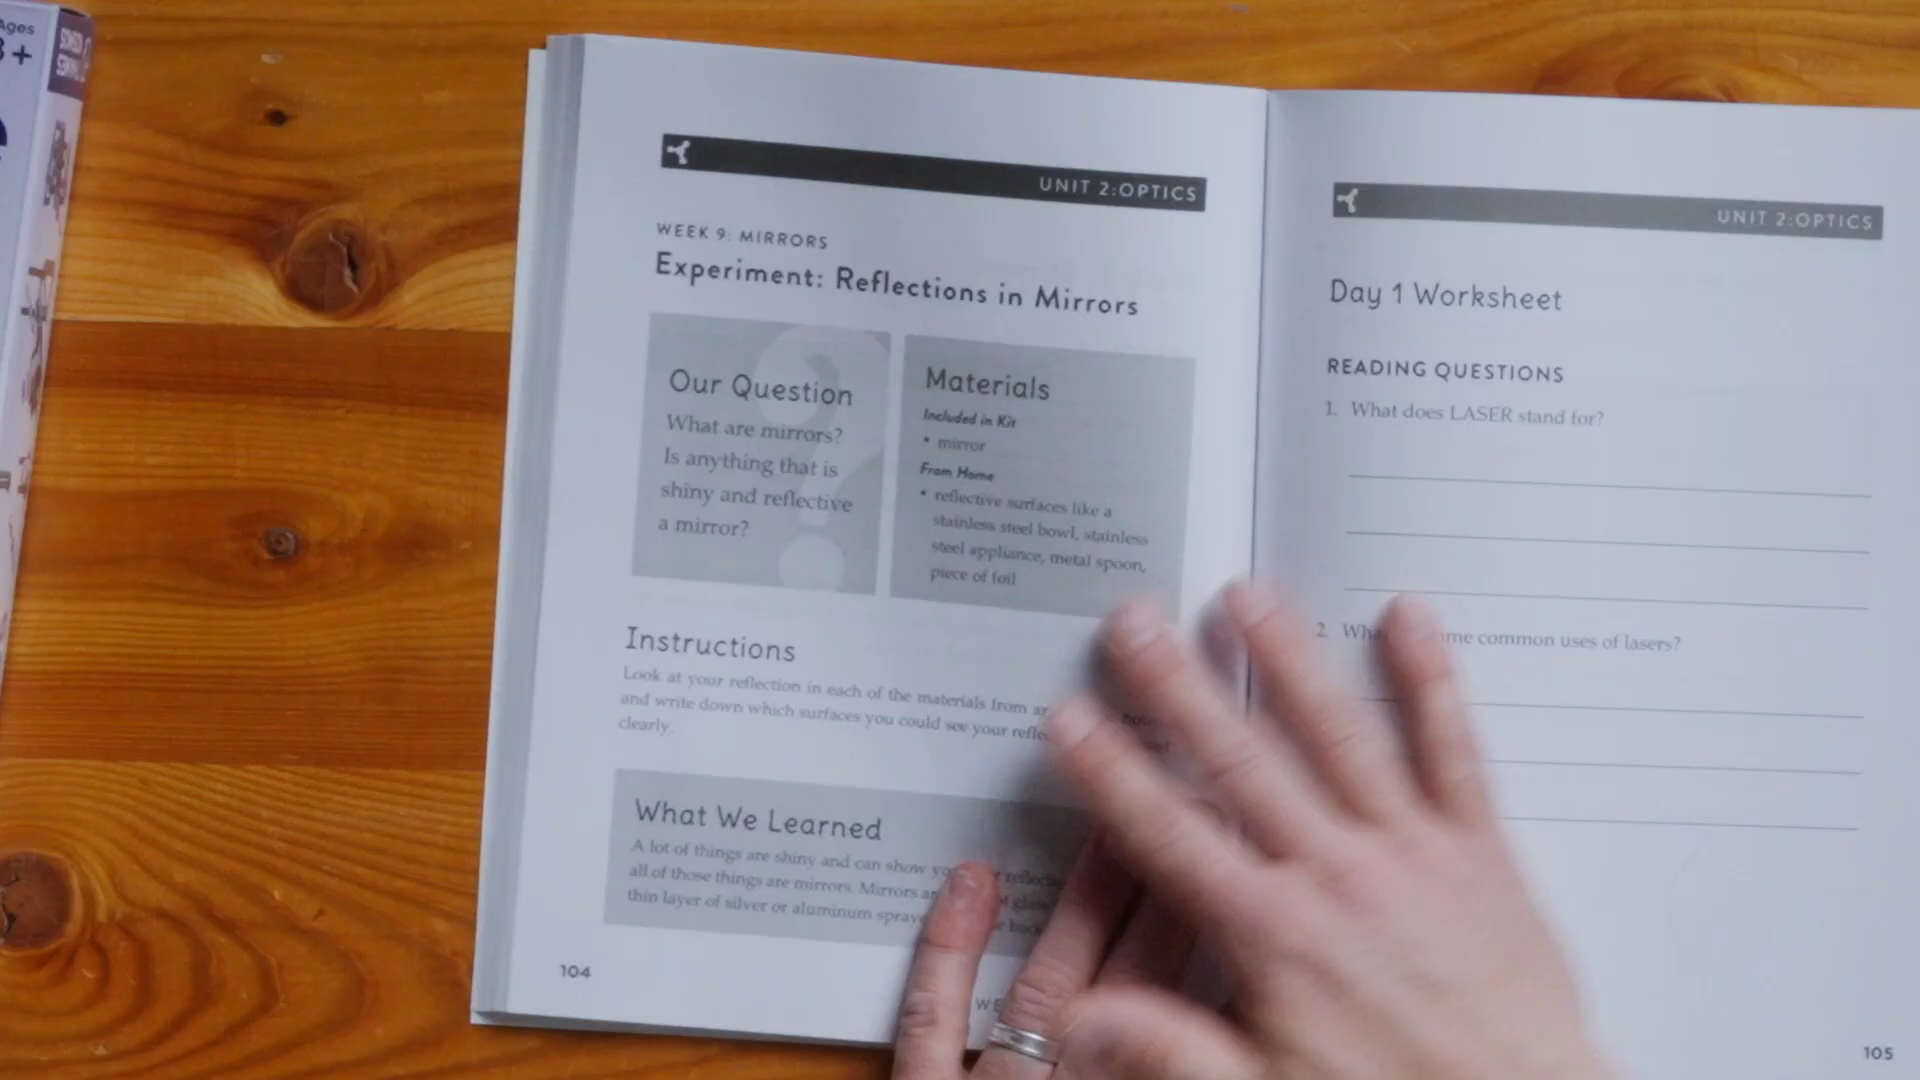 Ages
3+
UNIT 2:OPTICS
WEEK 9: MIRRORS
Experiment: Reflections in Mirrors
Our Question
What are mirrors?
Is anything that is
shiny and reflective
a mirror?
Materials
Included in Kit
• mirror
From Home
• reflective surfaces like a
stainless steel bowl, stainless
steel appliance, metal spoon,
piece of foil
Instructions
Look at your reflection in each of the materials from
and write down which surfaces you could see your
clearly.
What We Learned
A lot of things are shiny and can show
all of those things are mirrors. Mirrors
thin layer of silver or aluminum
104
UNIT 2:OPTICS
Day 1 Worksheet
READING QUESTIONS
1. What does LASER stand for?
2. common uses of lasers?
105